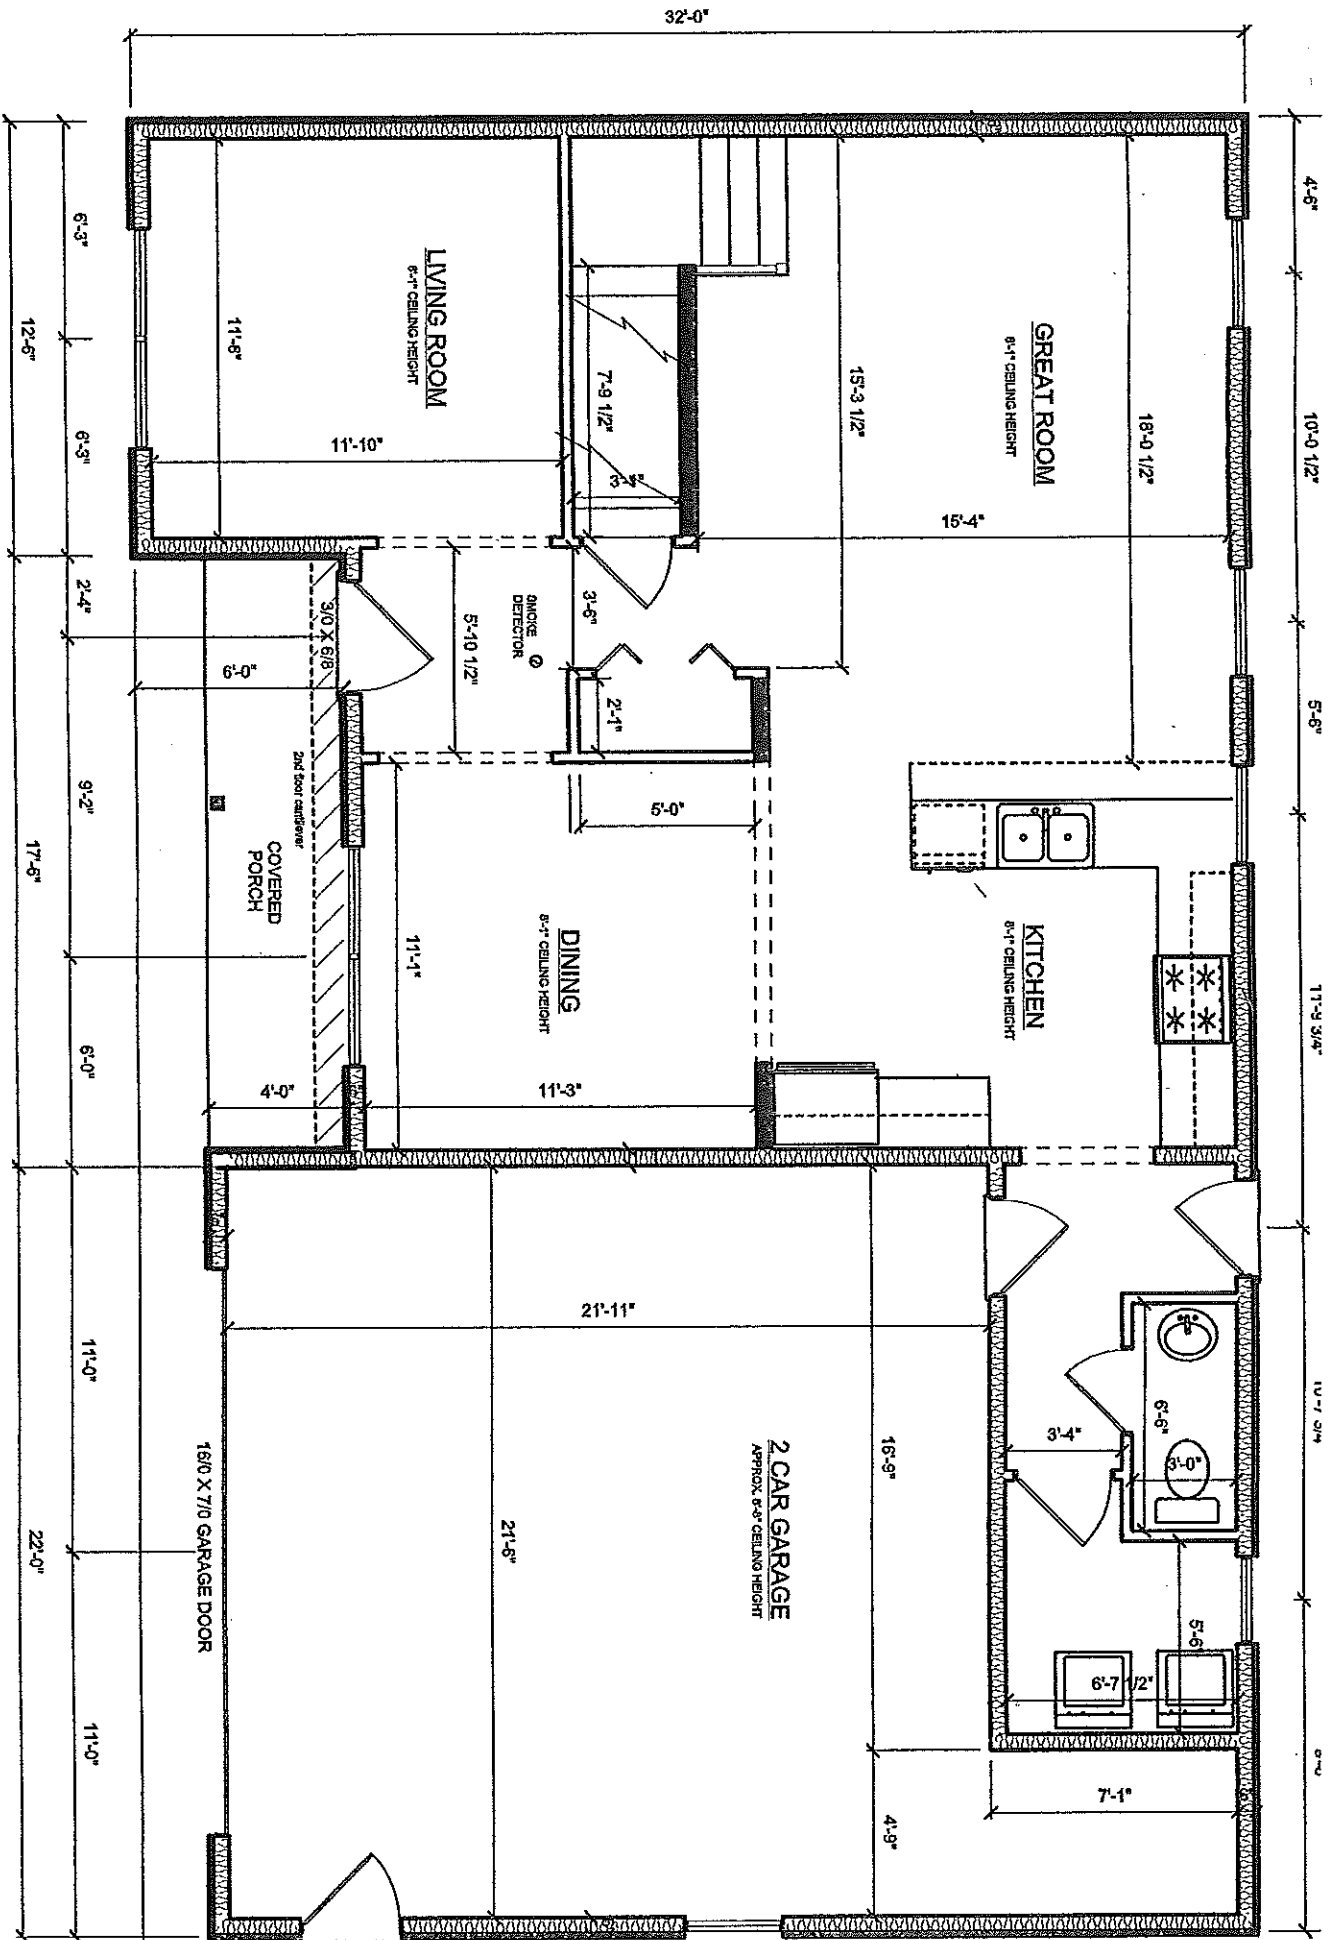 32'-0"
4'-6"
10'-0 1/2"
5'-6"
11'-9 3/4"
GREAT ROOM
8'-1" CEILING HEIGHT
18'-0 1/2"
15'-3 1/2"
15'-4"
LIVING ROOM
8'-1" CEILING HEIGHT
11'-8"
11'-10"
7'-9 1/2"
3'-4"
3'-6"
SMOKE
DETECTOR
5'-10 1/2"
2'-1"
5'-0"
KITCHEN
8'-1" CEILING HEIGHT
DINING
8'-1" CEILING HEIGHT
11'-1"
11'-3"
3/0 X 6/8
6'-0"
2nd floor cantilever
COVERED
PORCH
4'-0"
6'-6"
3'-0"
3'-4"
5'-6"
6'-7 1/2"
7'-1"
16'-9"
4'-9"
2 CAR GARAGE
APPROX. 8'-8" CEILING HEIGHT
21'-11"
21'-6"
16/0 X 7/0 GARAGE DOOR
6'-3"
6'-3"
2'-4"
9'-2"
6'-0"
11'-0"
11'-0"
12'-6"
17'-6"
22'-0"